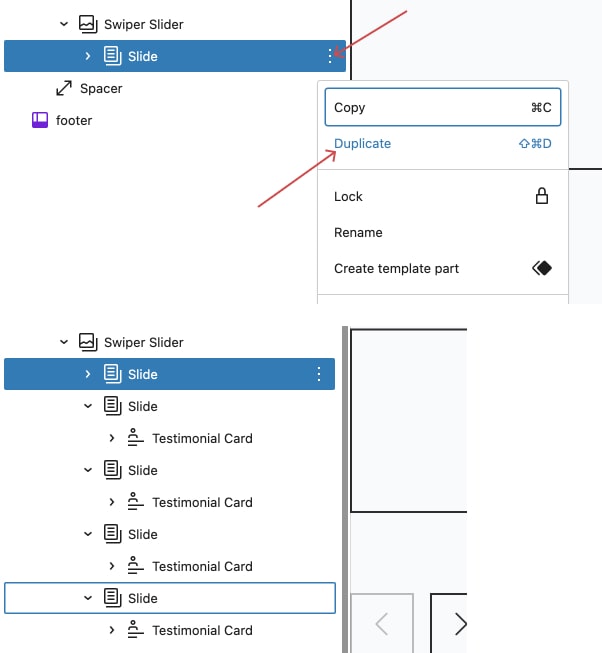 Swiper Slider
Slide
Spacer
footer
Copy ⌘C
Duplicate ⇧⌘D
Lock
Rename
Create template part
Swiper Slider
Slide
Slide
Testimonial Card
Slide
Testimonial Card
Slide
Testimonial Card
Slide
Testimonial Card